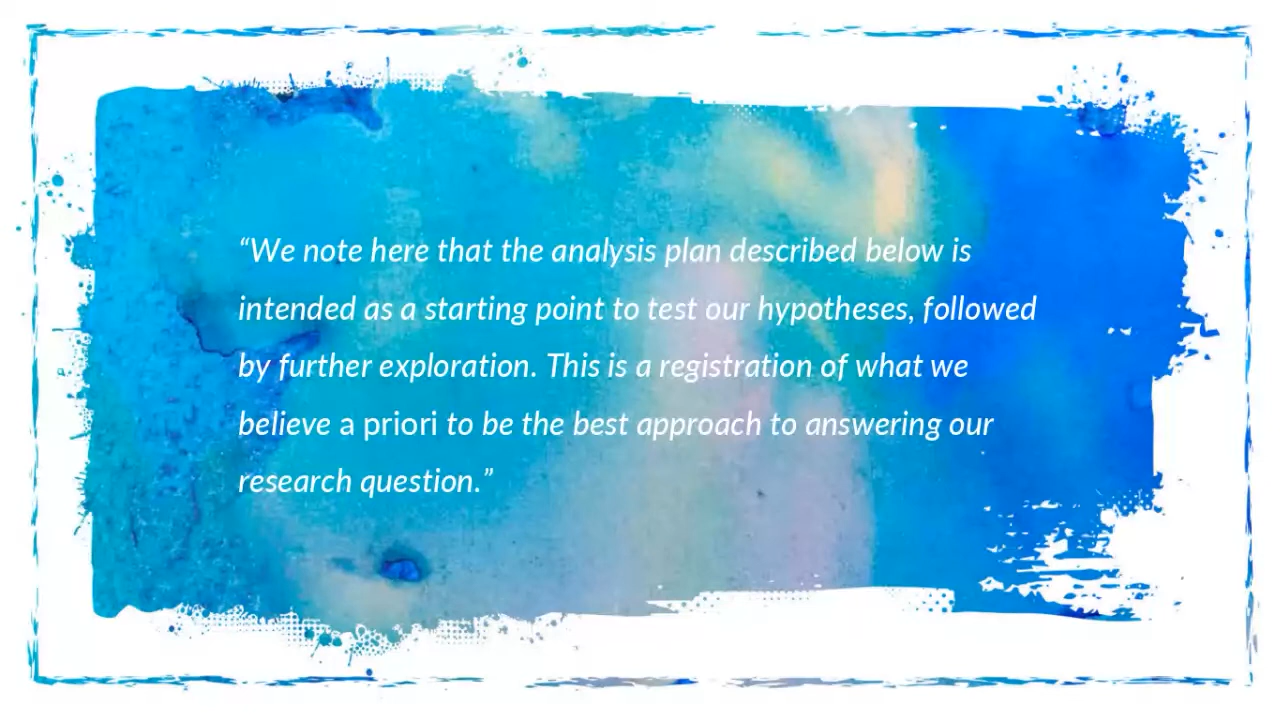 “We note here that the analysis plan described below is
intended as a starting point to test our hypotheses, followed
by further exploration. This is a registration of what we
believe a priori to be the best approach to answering our
research question.”